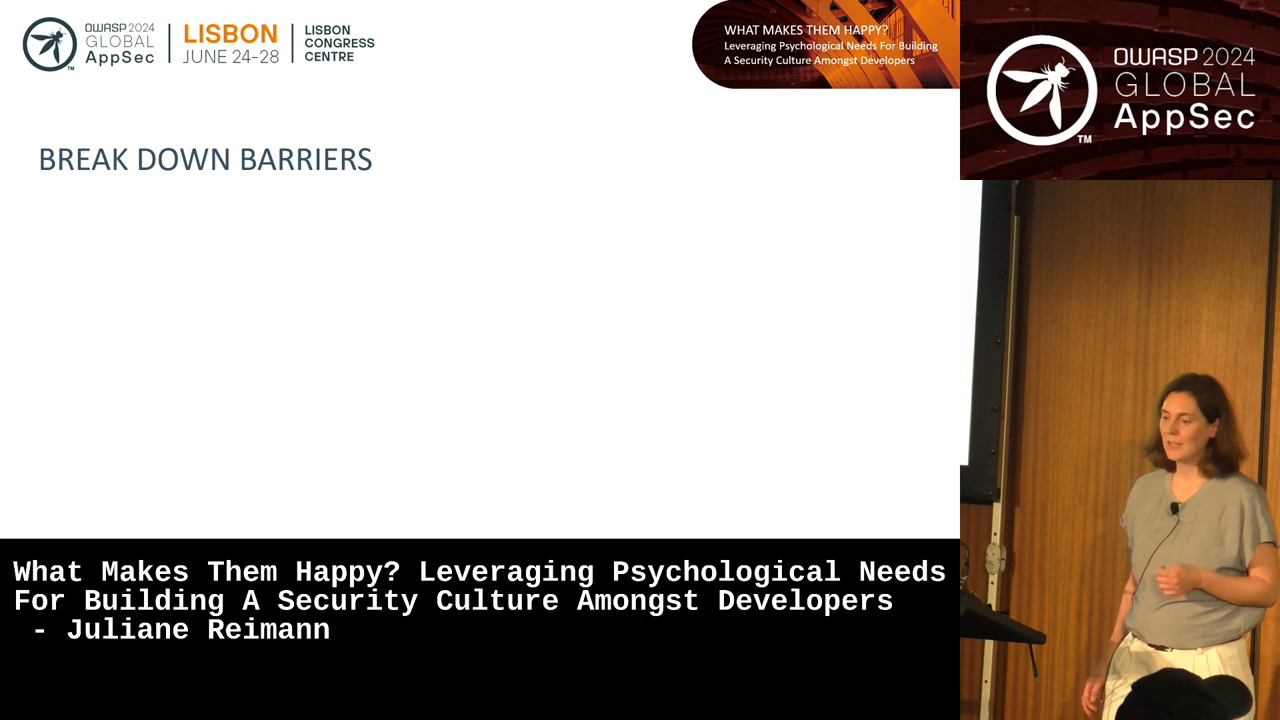 OWASP 2024
GLOBAL
AppSec
TM
LISBON
JUNE 24-28
LISBON
CONGRESS
CENTRE
WHAT MAKES THEM HAPPY?
Leveraging Psychological Needs For Building
A Security Culture Amongst Developers
OWASP 2024
GLOBAL
AppSec
TM
BREAK DOWN BARRIERS
What Makes Them Happy? Leveraging Psychological Needs
For Building A Security Culture Amongst Developers
- Juliane Reimann